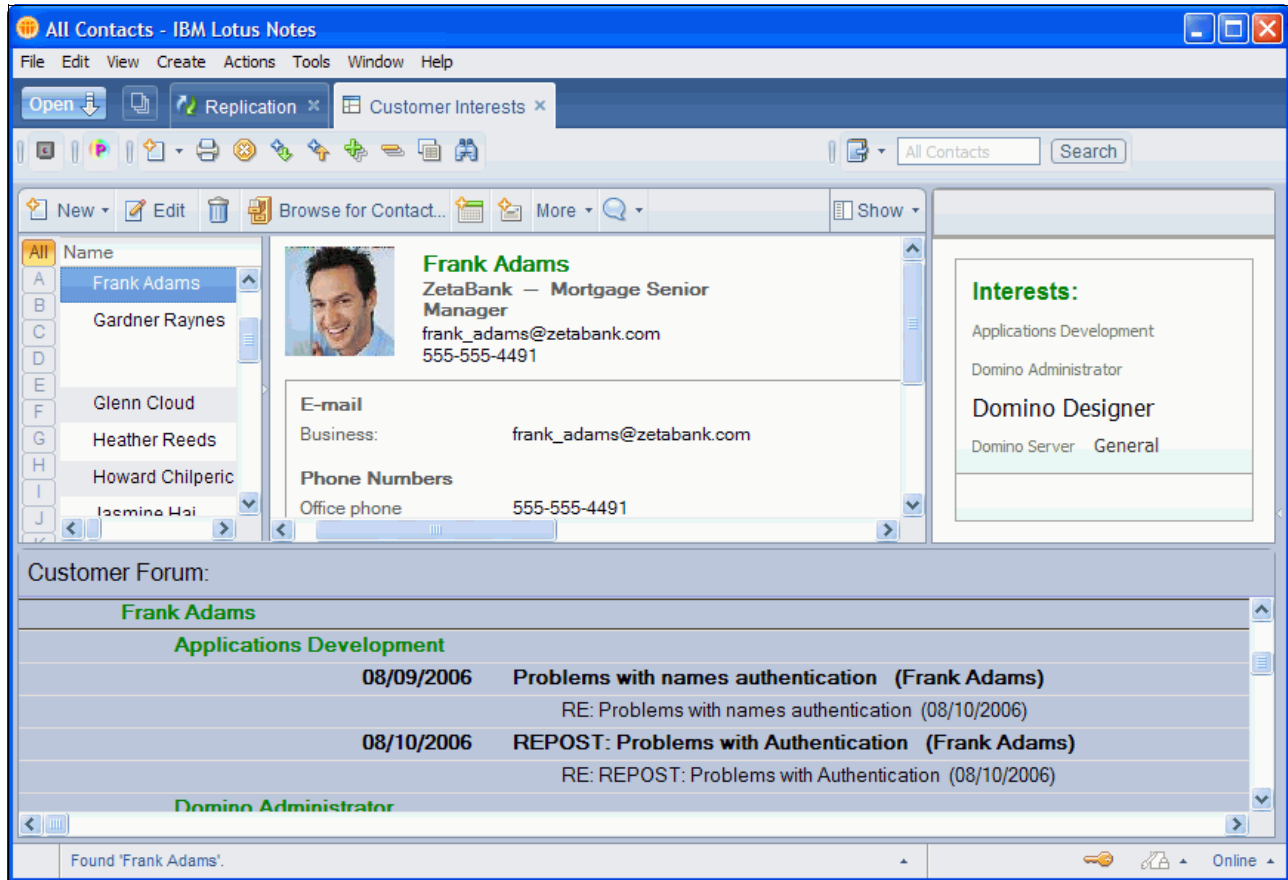 All Contacts - IBM Lotus Notes
File Edit View Create Actions Tools Window Help
Open Replication Customer Interests
All Contacts Search
New Edit Browse for Contact... More Show
All Name
A
B
C
D
E
F
G
H
I
J
K
Frank Adams
Gardner Raynes
Glenn Cloud
Heather Reeds
Howard Chilperic
Jasmine Haj
Frank Adams
ZetaBank — Mortgage Senior
Manager
frank_adams@zetabank.com
555-555-4491
E-mail
Business: frank_adams@zetabank.com
Phone Numbers
Office phone 555-555-4491
Interests:
Applications Development
Domino Administrator
Domino Designer
Domino Server General
Customer Forum:
Frank Adams
Applications Development
08/09/2006 Problems with names authentication (Frank Adams)
RE: Problems with names authentication (08/10/2006)
08/10/2006 REPOST: Problems with Authentication (Frank Adams)
RE: REPOST: Problems with Authentication (08/10/2006)
Domino Administrator
Found 'Frank Adams'. Online